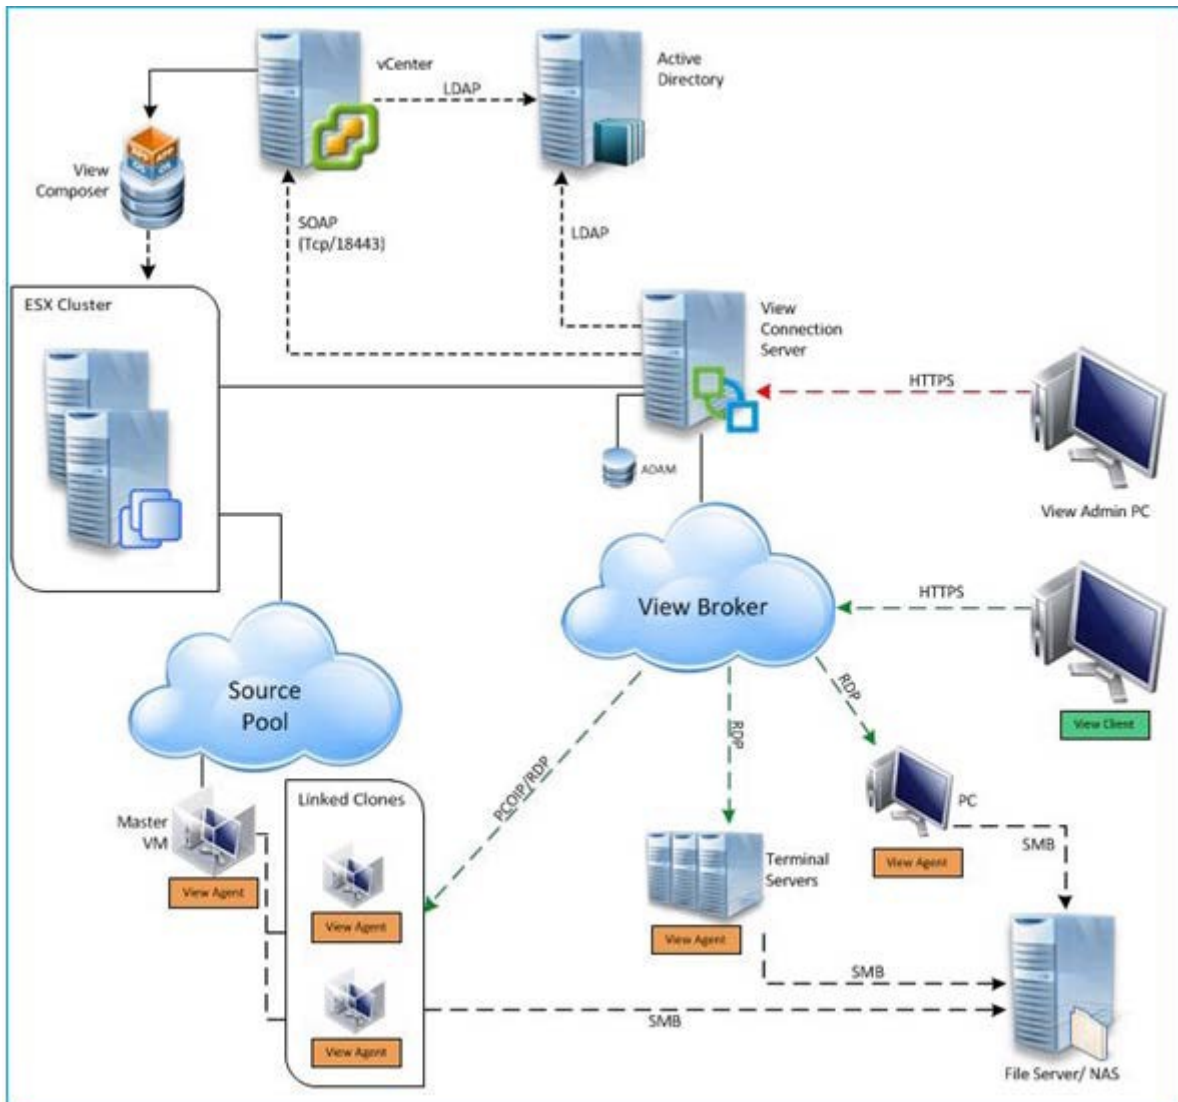 vCenter
Active
Directory
LDAP
View
Composer
SOAP
(Tcp/18443)
LDAP
ESX Cluster
View
Connection
Server
HTTPS
ADAM
View Admin PC
View Broker
HTTPS
Source
Pool
RDP
RDP
View Client
PCOIP/RDP
Linked Clones
Master
VM
PC
SMB
Terminal
Servers
View Agent
View Agent
View Agent
View Agent
SMB
SMB
View Agent
File Server/ NAS